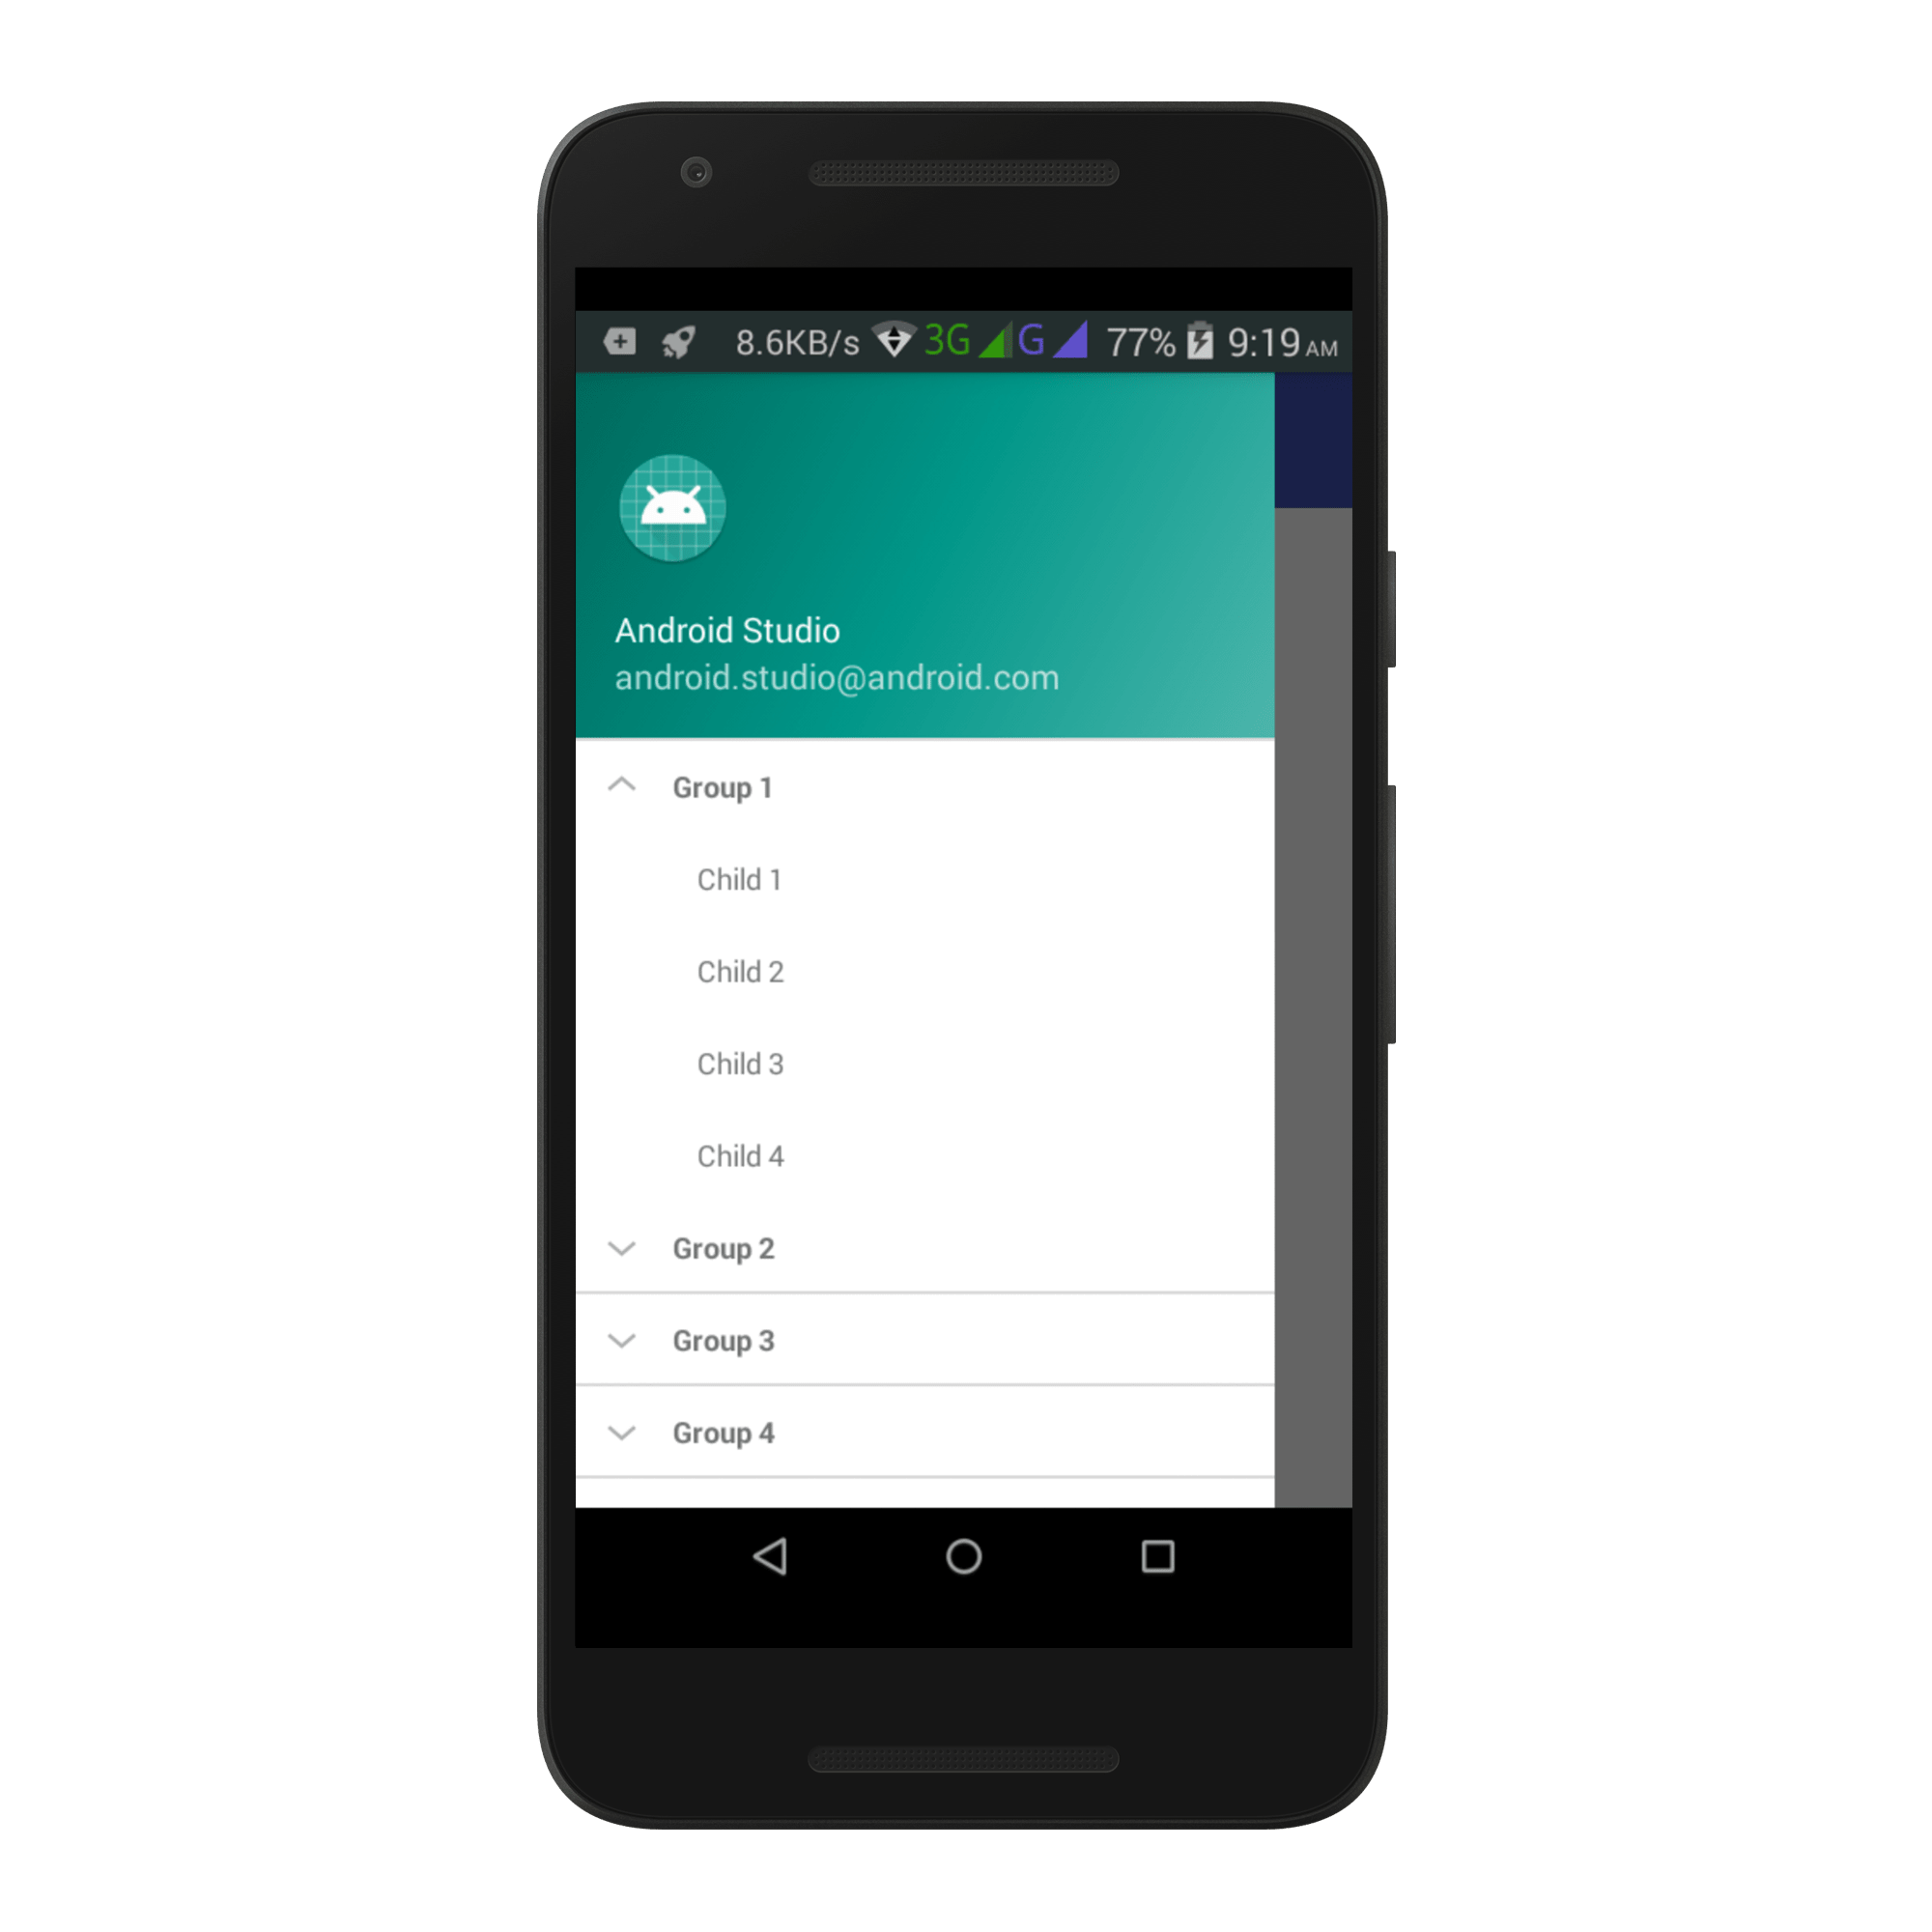 8.6KB/s 3G G 77% 9:19 AM
Android Studio
android.studio@android.com
Group 1
Child 1
Child 2
Child 3
Child 4
Group 2
Group 3
Group 4